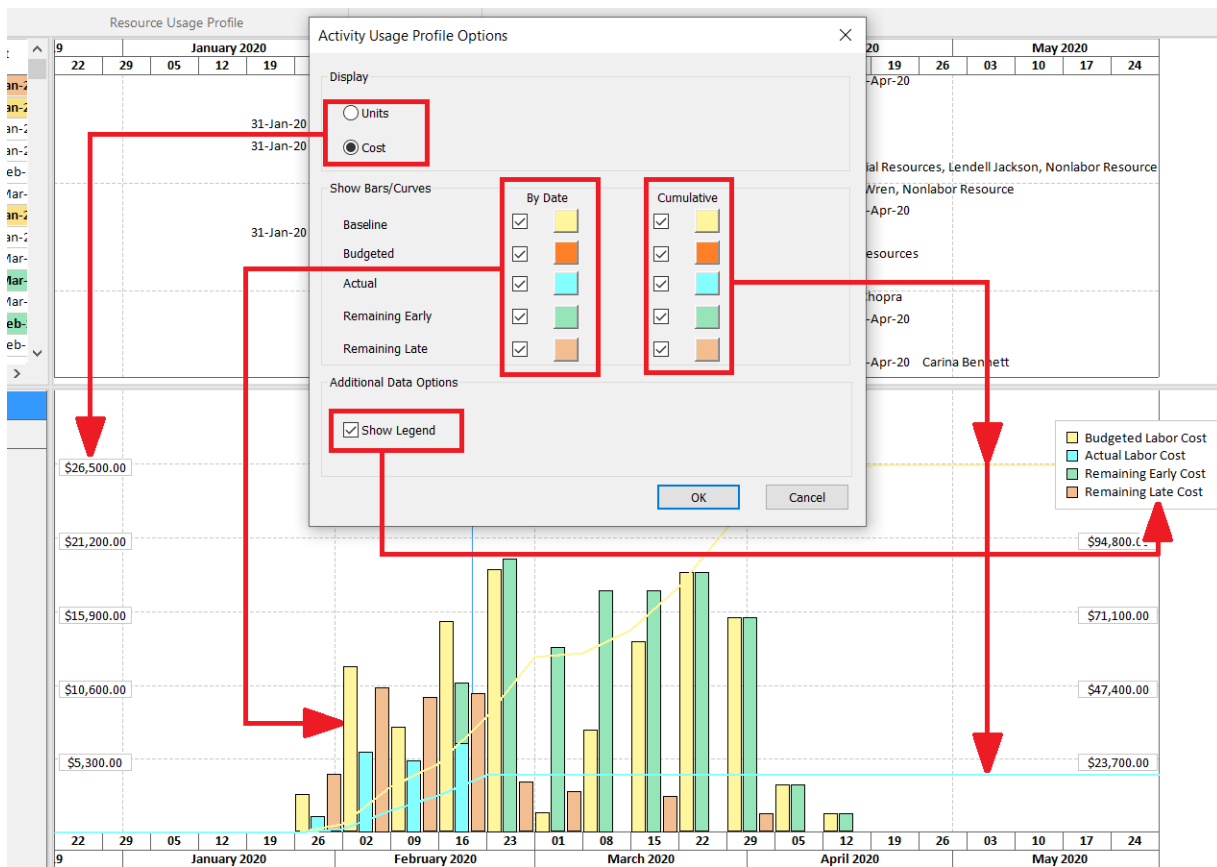 Resource Usage Profile
Activity Usage Profile Options
January 2020
May 2020
22 29 05 12 19
19 26 03 10 17 24
-Apr-20
31-Jan-20
31-Jan-20
ial Resources, Lendell Jackson, Nonlabor Resource
Wren, Nonlabor Resource
-Apr-20
31-Jan-20
esources
Chopra
-Apr-20
-Apr-20 Carina Bennett
Display
Units
Cost
Show Bars/Curves
By Date Cumulative
Baseline
Budgeted
Actual
Remaining Early
Remaining Late
Additional Data Options
Show Legend
OK Cancel
Budgeted Labor Cost
Actual Labor Cost
Remaining Early Cost
Remaining Late Cost
$26,500.00
$21,200.00
$15,900.00
$10,600.00
$5,300.00
$94,800.0
$71,100.00
$47,400.00
$23,700.00
22 29 05 12 19 26 02 09 16 23 01 08 15 22 29 05 12 19 26 03 10 17 24
January 2020 February 2020 March 2020 April 2020 May 2020